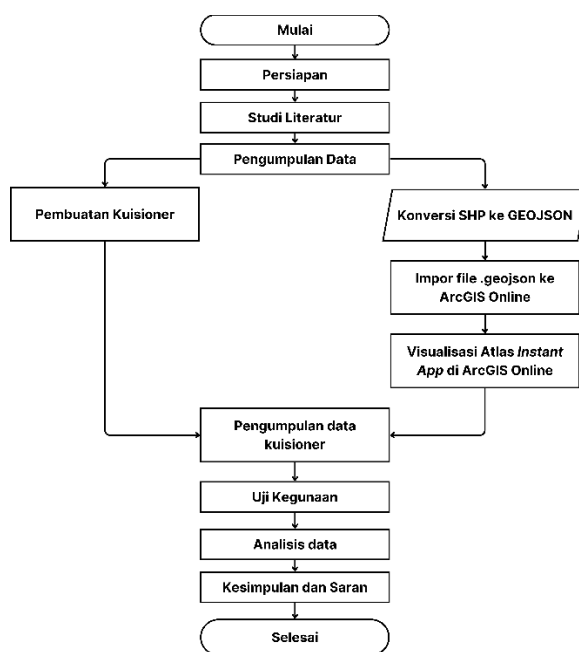 Mulai
Persiapan
Studi Literatur
Pengumpulan Data
Pembuatan Kuisioner
Konversi SHP ke GEOJSON
Impor file .geojson ke
ArcGIS Online
Visualisasi Atlas Instant
App di ArcGIS Online
Pengumpulan data
kuisioner
Uji Kegunaan
Analisis data
Kesimpulan dan Saran
Selesai